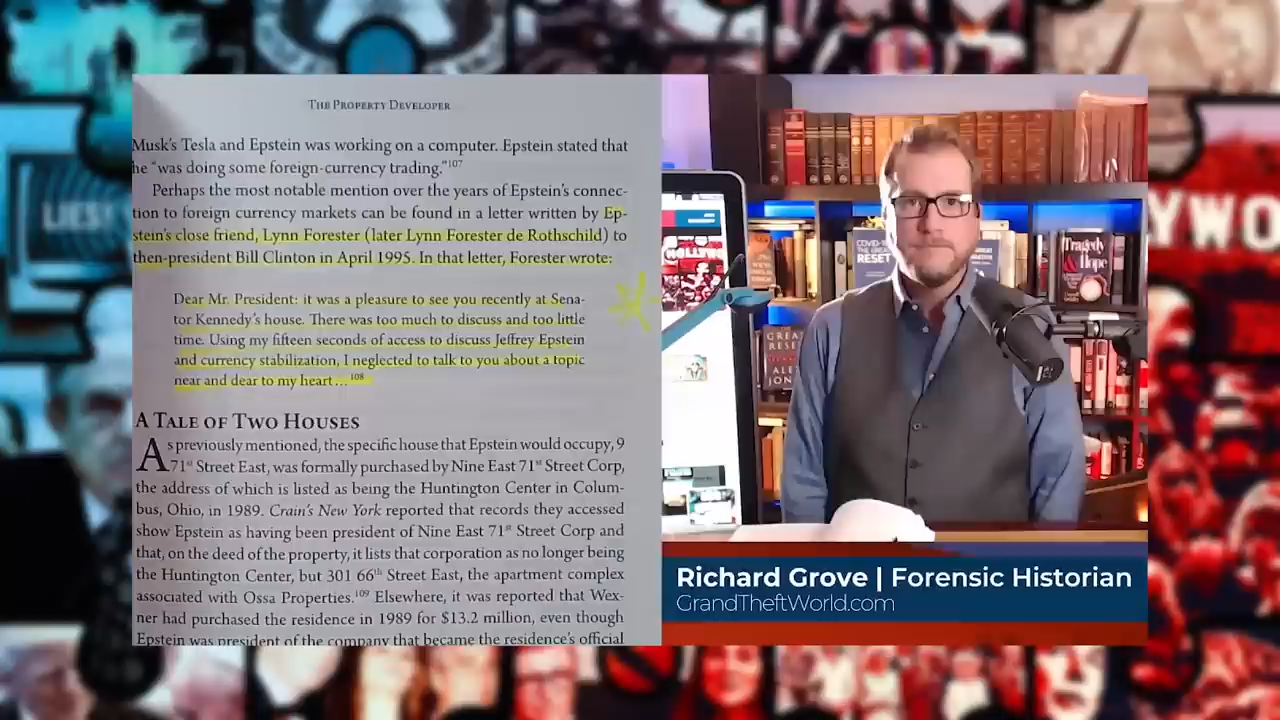 THE PROPERTY DEVELOPER
Musk's Tesla and Epstein was working on a computer. Epstein stated that
he "was doing some foreign-currency trading."107
Perhaps the most notable mention over the years of Epstein's connec-
tion to foreign currency markets can be found in a letter written by Ep-
stein's close friend, Lynn Forester (later Lynn Forester de Rothschild) to
then-president Bill Clinton in April 1995. In that letter, Forester wrote:
Dear Mr. President: it was a pleasure to see you recently at Sena-
tor Kennedy's house. There was too much to discuss and too little
time. Using my fifteen seconds of access to discuss Jeffrey Epstein
and currency stabilization, I neglected to talk to you about a topic
near and dear to my heart ...108
A TALE OF TWO HOUSES
As previously mentioned, the specific house that Epstein would occupy, 9
71st Street East, was formally purchased by Nine East 71st Street Corp,
the address of which is listed as being the Huntington Center in Colum-
bus, Ohio, in 1989. Crain's New York reported that records they accessed
show Epstein as having been president of Nine East 71st Street Corp and
that, on the deed of the property, it lists that corporation as no longer being
the Huntington Center, but 301 66th Street East, the apartment complex
associated with Ossa Properties.109 Elsewhere, it was reported that Wex-
ner had purchased the residence in 1989 for $13.2 million, even though
Epstein was president of the company that became the residence's official
COVID-19:
THE GREAT
RESET
Tragedy
&
Hope
GREAT
RESET
ALEX
JONES
Richard Grove | Forensic Historian
GrandTheftWorld.com
LIES
YWO